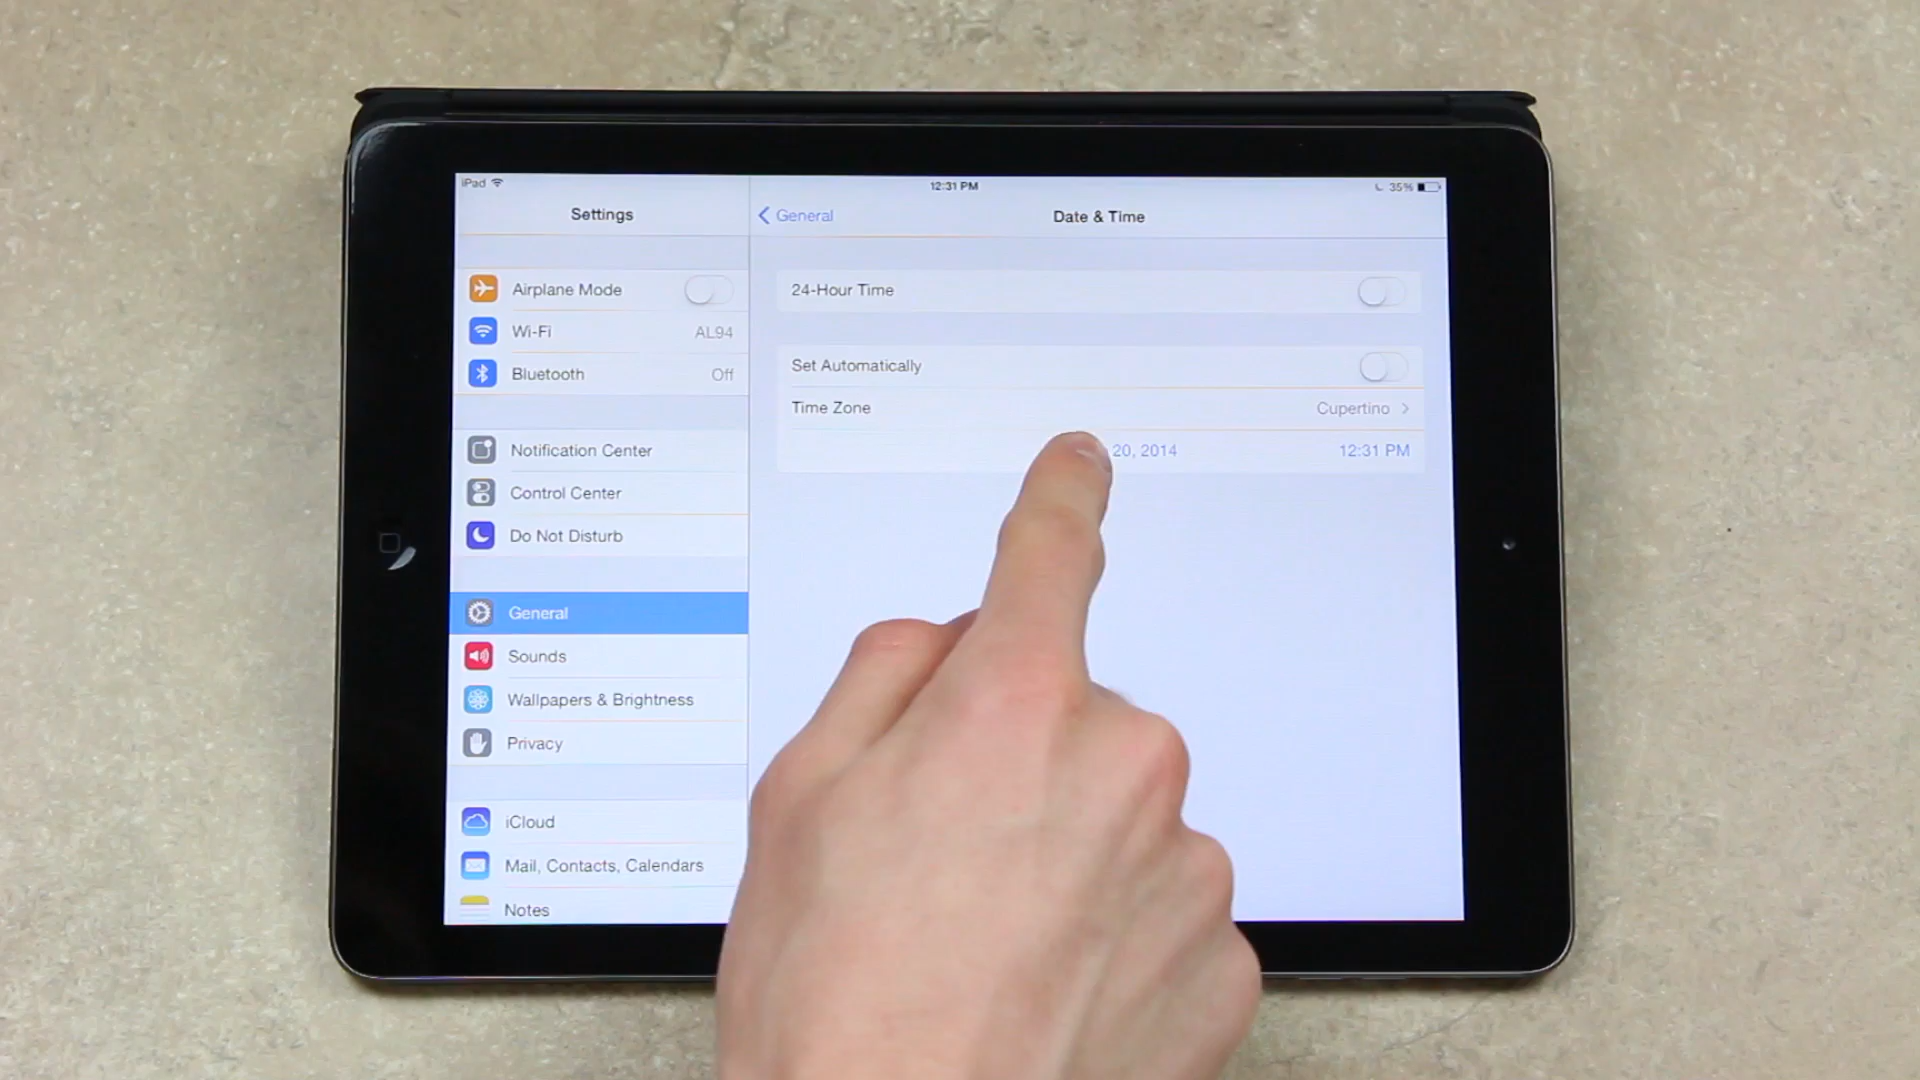 iPad
12:31 PM
35%
Settings
General
Date & Time
Airplane Mode
Wi-Fi
AL94
Bluetooth
Off
Notification Center
Control Center
Do Not Disturb
General
Sounds
Wallpapers & Brightness
Privacy
iCloud
Mail, Contacts, Calendars
Notes
24-Hour Time
Set Automatically
Time Zone
Cupertino
20, 2014
12:31 PM